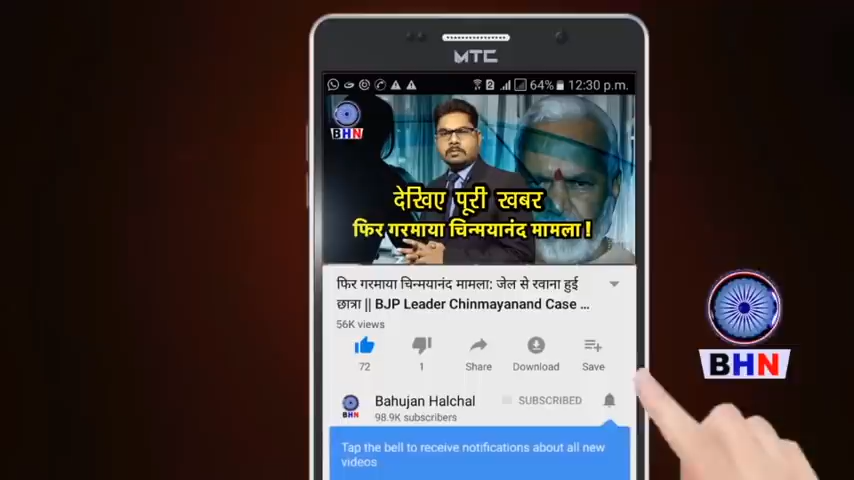 MTC
64% 12:30 p.m.
BHN
देखिए पूरी खबर
फिर गरमाया चिन्मयानंद मामला !
फिर गरमाया चिन्मयानंद मामला: जेल से रवाना हुई
छात्रा || BJP Leader Chinmayanand Case ...
56K views
72
1
Share
Download
Save
BHN
Bahujan Halchal
SUBSCRIBED
98.9K subscribers
BHN
Tap the bell to receive notifications about all new
videos